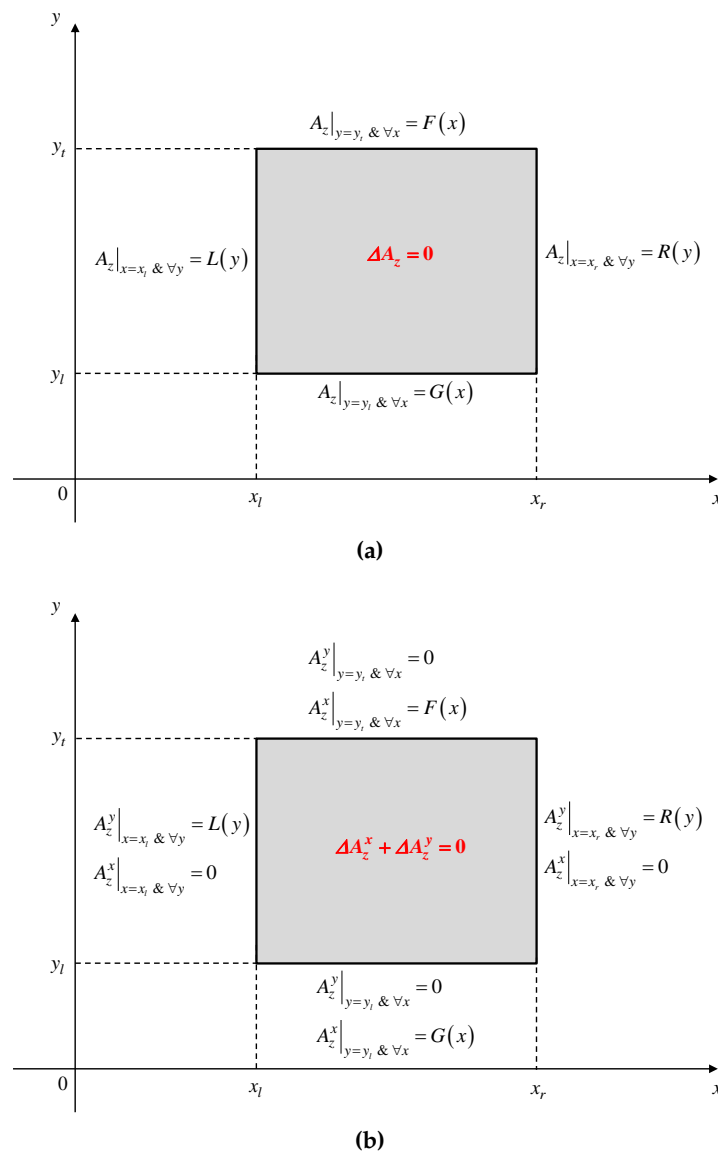 y
A_z|_{y=y_t & ∀x} = F(x)
y_t
A_z|_{x=x_l & ∀y} = L(y)
ΔA_z = 0
A_z|_{x=x_r & ∀y} = R(y)
y_l
A_z|_{y=y_l & ∀x} = G(x)
0
x_l
x_r
x
(a)
y
A_z^y|_{y=y_t & ∀x} = 0
A_z^x|_{y=y_t & ∀x} = F(x)
y_t
A_z^y|_{x=x_l & ∀y} = L(y)
A_z^x|_{x=x_l & ∀y} = 0
ΔA_z^x + ΔA_z^y = 0
A_z^y|_{x=x_r & ∀y} = R(y)
A_z^x|_{x=x_r & ∀y} = 0
y_l
A_z^y|_{y=y_l & ∀x} = 0
A_z^x|_{y=y_l & ∀x} = G(x)
0
x_l
x_r
x
(b)